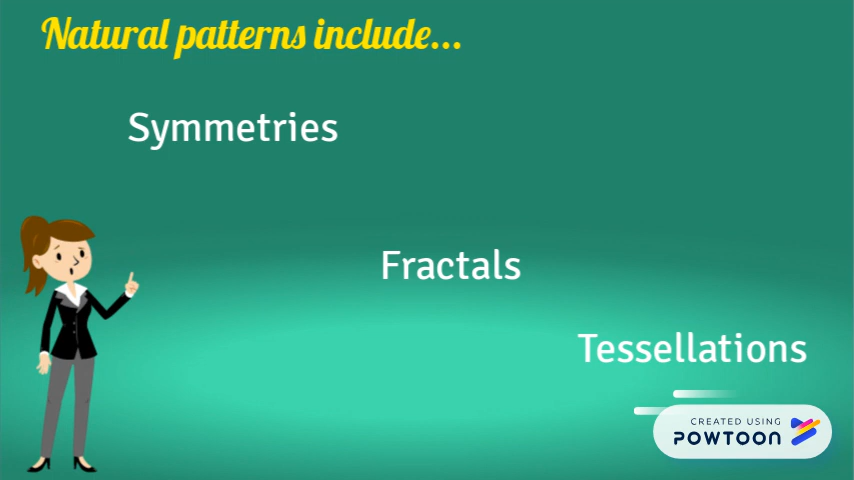 Natural patterns include...
Symmetries
Fractals
Tessellations
CREATED USING
POWTOON